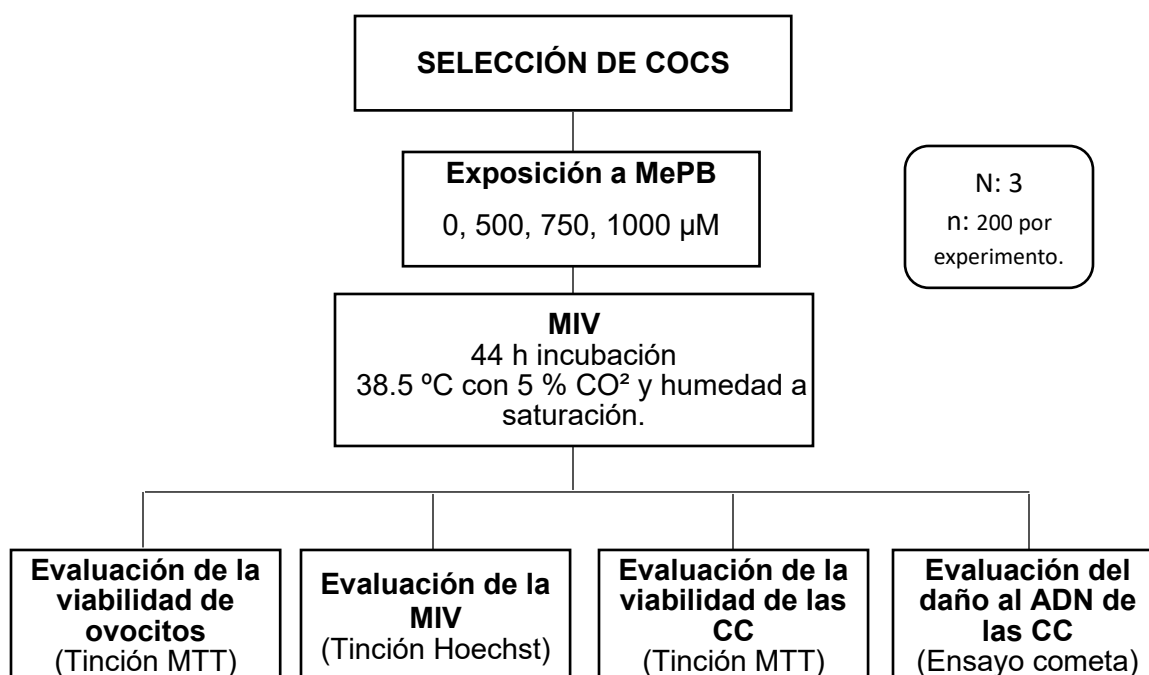 SELECCIÓN DE COCS
Exposición a MePB
0, 500, 750, 1000 µM
N: 3
n: 200 por
experimento.
MIV
44 h incubación
38.5 ºC con 5 % CO² y humedad a
saturación.
Evaluación de la
viabilidad de
ovocitos
(Tinción MTT)
Evaluación de la
MIV
(Tinción Hoechst)
Evaluación de la
viabilidad de las
CC
(Tinción MTT)
Evaluación del
daño al ADN de
las CC
(Ensayo cometa)